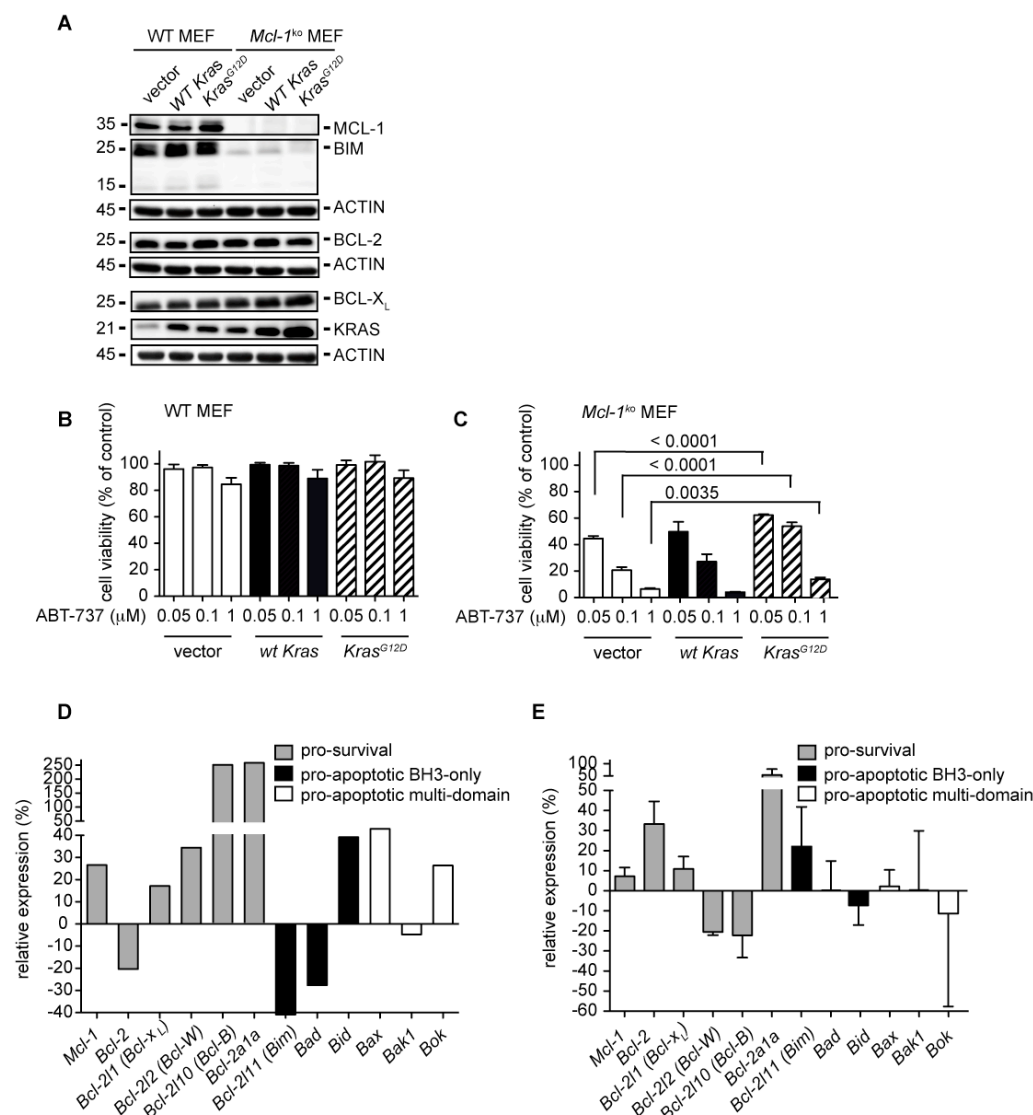 A
WT MEF Mcl-1ko MEF
vector WT Kras KrasG12D vector WT Kras KrasG12D
35 MCL-1
25 BIM
15
45 ACTIN
25 BCL-2
45 ACTIN
25 BCL-XL
21 KRAS
45 ACTIN
B WT MEF
cell viability (% of control)
100
80
60
40
20
0
ABT-737 (μM) 0.05 0.1 1 0.05 0.1 1 0.05 0.1 1
vector wt Kras KrasG12D
C Mcl-1ko MEF
cell viability (% of control)
< 0.0001
< 0.0001
0.0035
100
80
60
40
20
0
ABT-737 (μM) 0.05 0.1 1 0.05 0.1 1 0.05 0.1 1
vector wt Kras KrasG12D
D
pro-survival
pro-apoptotic BH3-only
pro-apoptotic multi-domain
relative expression (%)
250
200
150
100
50
40
30
20
10
0
-10
-20
-30
-40
Mcl-1 Bcl-2 Bcl-2l1 (Bcl-x L) Bcl-2l2 (Bcl-W) Bcl-2l10 (Bcl-B) Bcl-2a1a Bcl-2l11 (Bim) Bad Bid Bax Bak1 Bok
E
pro-survival
pro-apoptotic BH3-only
pro-apoptotic multi-domain
relative expression (%)
100
50
50
40
30
20
10
0
-10
-20
-30
-40
-50
-60
Mcl-1 Bcl-2 Bcl-2l1 (Bcl-xL) Bcl-2l2 (Bcl-W) Bcl-2l10 (Bcl-B) Bcl-2a1a Bcl-2l11 (Bim) Bad Bid Bax Bak1 Bok